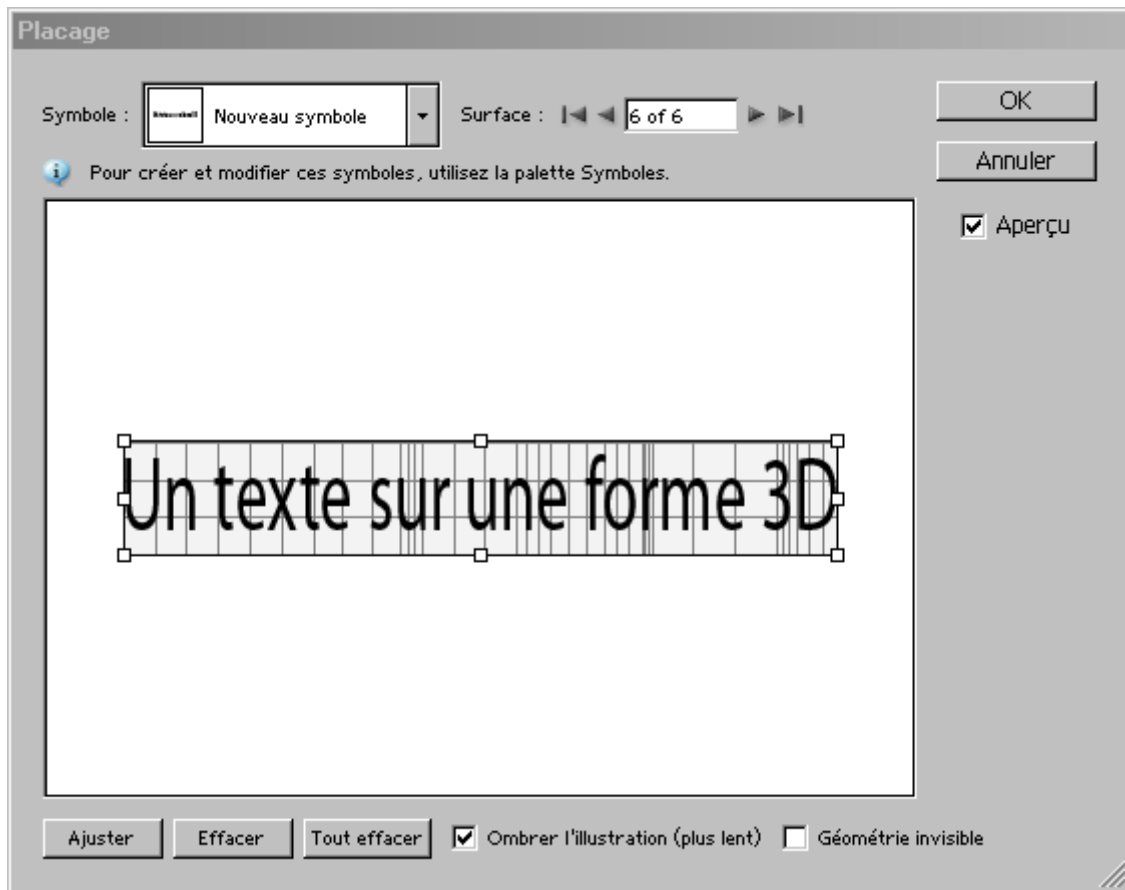 Placage
Symbole : Nouveau symbole Surface : 6 of 6 OK
Pour créer et modifier ces symboles, utilisez la palette Symboles. Annuler
Aperçu
Un texte sur une forme 3D
Ajuster Effacer Tout effacer Ombrer l'illustration (plus lent) Géométrie invisible